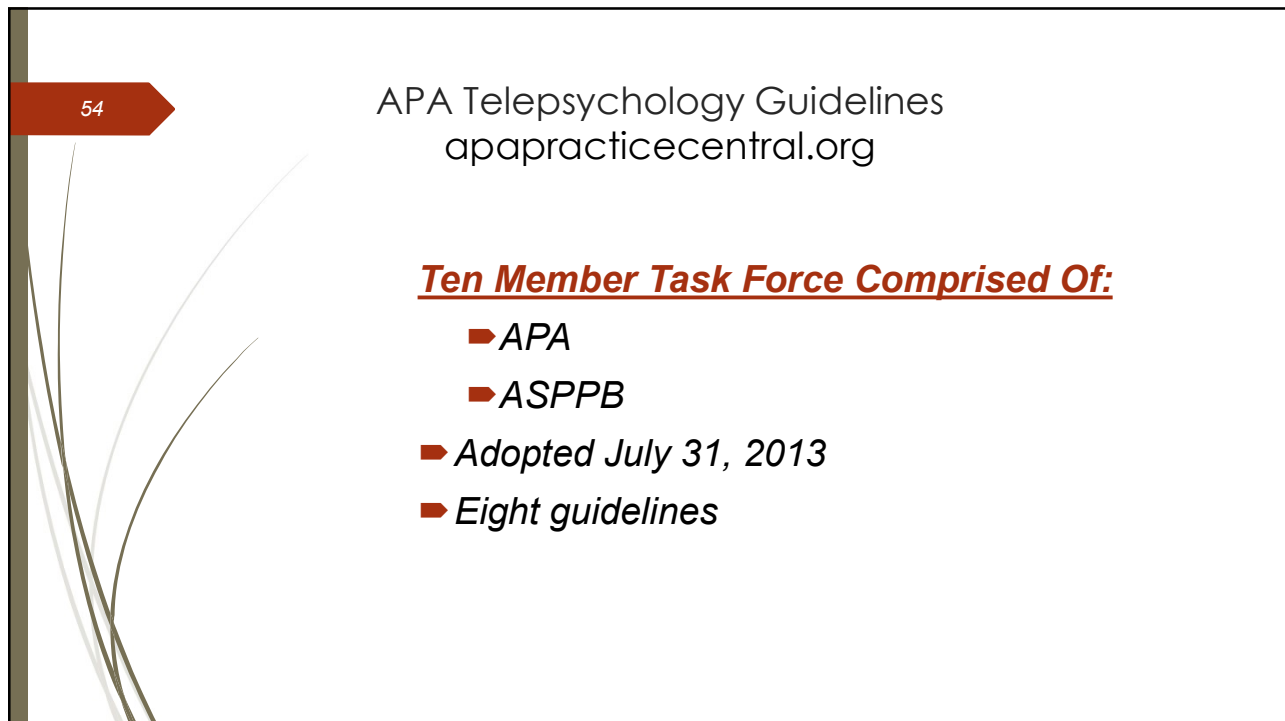 54
APA Telepsychology Guidelines
apapracticecentral.org
Ten Member Task Force Comprised Of:
APA
ASPPB
Adopted July 31, 2013
Eight guidelines